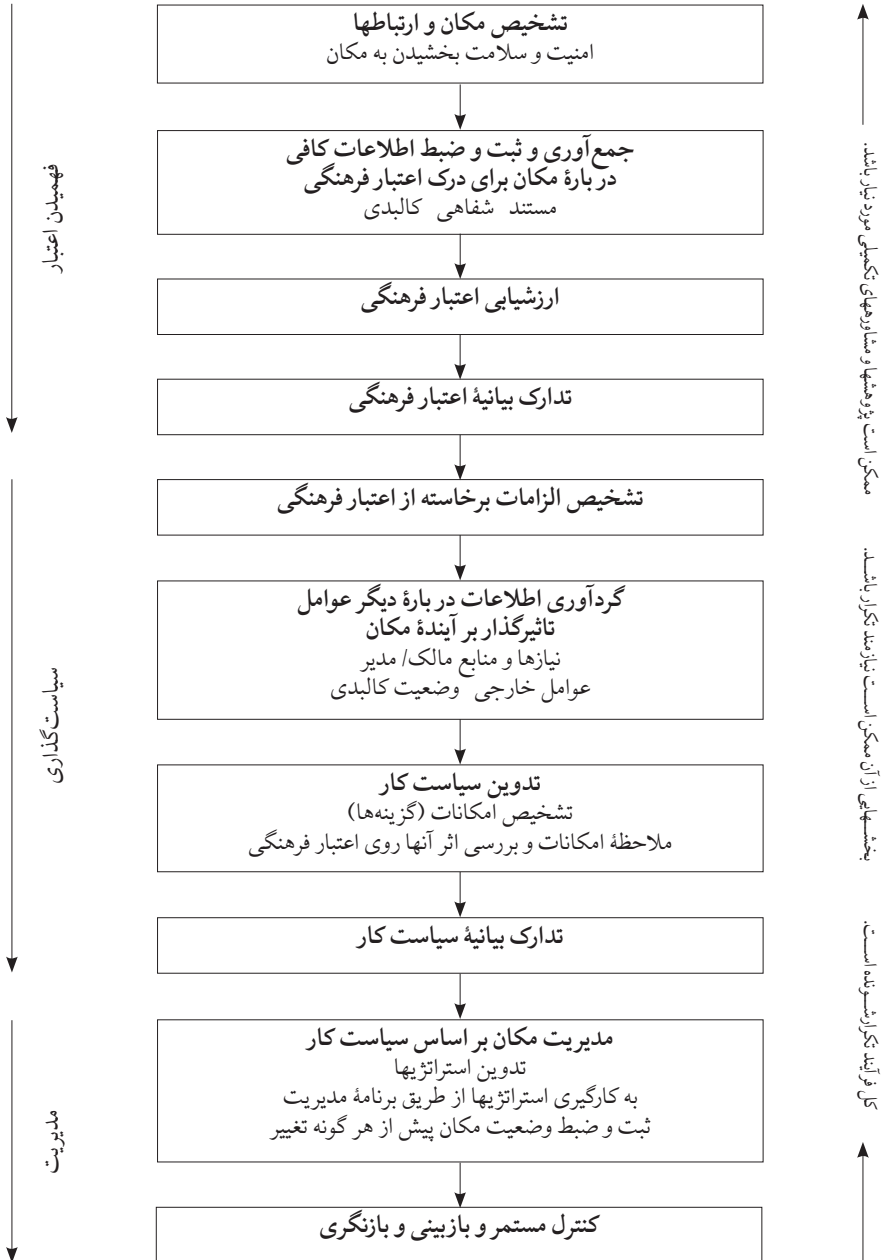 تشخیص مکان و ارتباطها
امنیت و سلامت بخشیدن به مکان
جمع‌آوری و ثبت و ضبط اطلاعات کافی
در بارهٔ مکان برای درک اعتبار فرهنگی
مستند شفاهی کالبدی
ارزشیابی اعتبار فرهنگی
تدارک بیانیهٔ اعتبار فرهنگی
فهمیدن اعتبار
تشخیص الزامات برخاسته از اعتبار فرهنگی
گردآوری اطلاعات در بارهٔ دیگر عوامل
تاثیرگذار بر آیندهٔ مکان
نیازها و منابع مالک/ مدیر
عوامل خارجی وضعیت کالبدی
تدوین سیاست کار
تشخیص امکانات (گزینه‌ها)
ملاحظهٔ امکانات و بررسی اثر آنها روی اعتبار فرهنگی
تدارک بیانیهٔ سیاست کار
سیاست‌گذاری
مدیریت مکان بر اساس سیاست کار
تدوین استراتژیها
به کارگیری استراتژیها از طریق برنامهٔ مدیریت
ثبت و ضبط وضعیت مکان پیش از هر گونه تغییر
کنترل مستمر و بازبینی و بازنگری
مدیریت
کل فرآیند تکرارشونده است.
بخشهایی از آن ممکن است نیازمند تکرار باشد.
ممکن است پژوهشها و مشاورههای تکمیلی مورد نیار باشد.